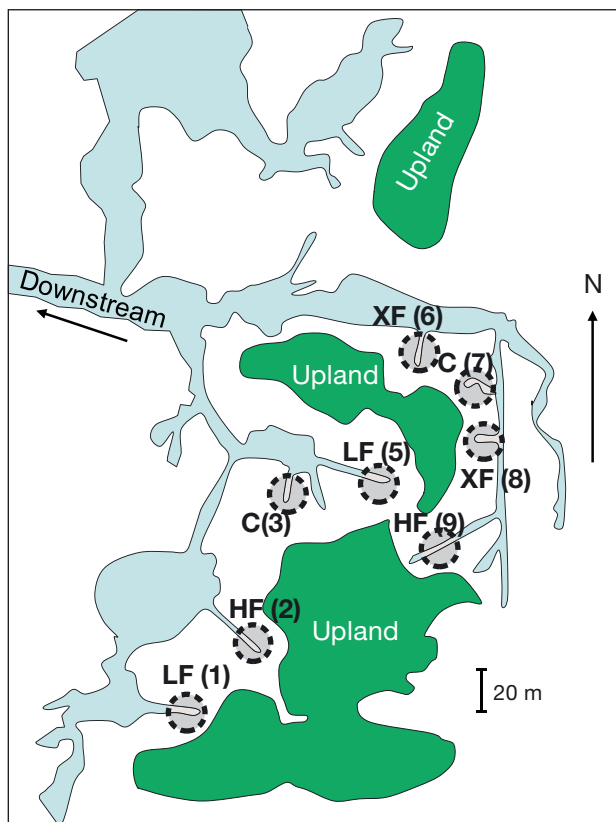 Upland
Downstream
N
XF (6)
C (7)
Upland
LF (5)
XF (8)
C(3)
HF (9)
HF (2)
Upland
LF (1)
20 m